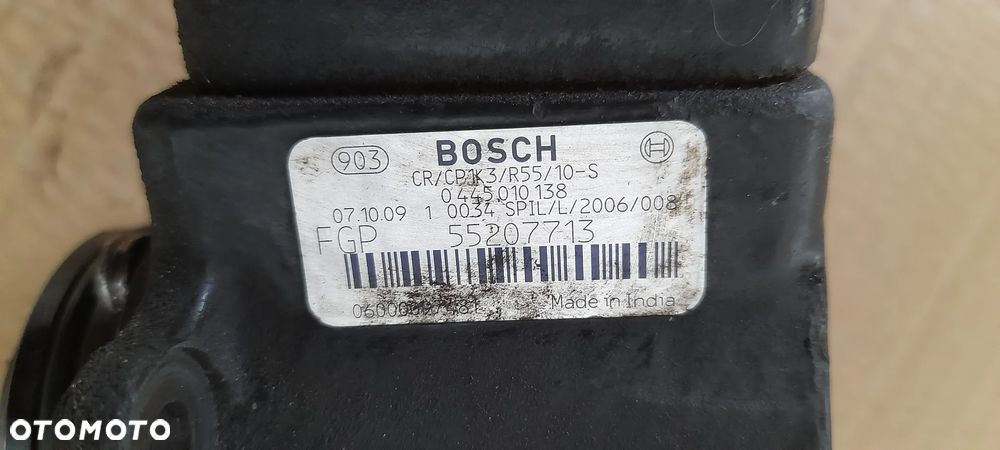 903 BOSCH
CR/CP1K3/R55/10-S
0 445 010 138
07.10.09 1 0034 SPIL/L/2006/008
FGP 55207713
Made in India
OTOMOTO